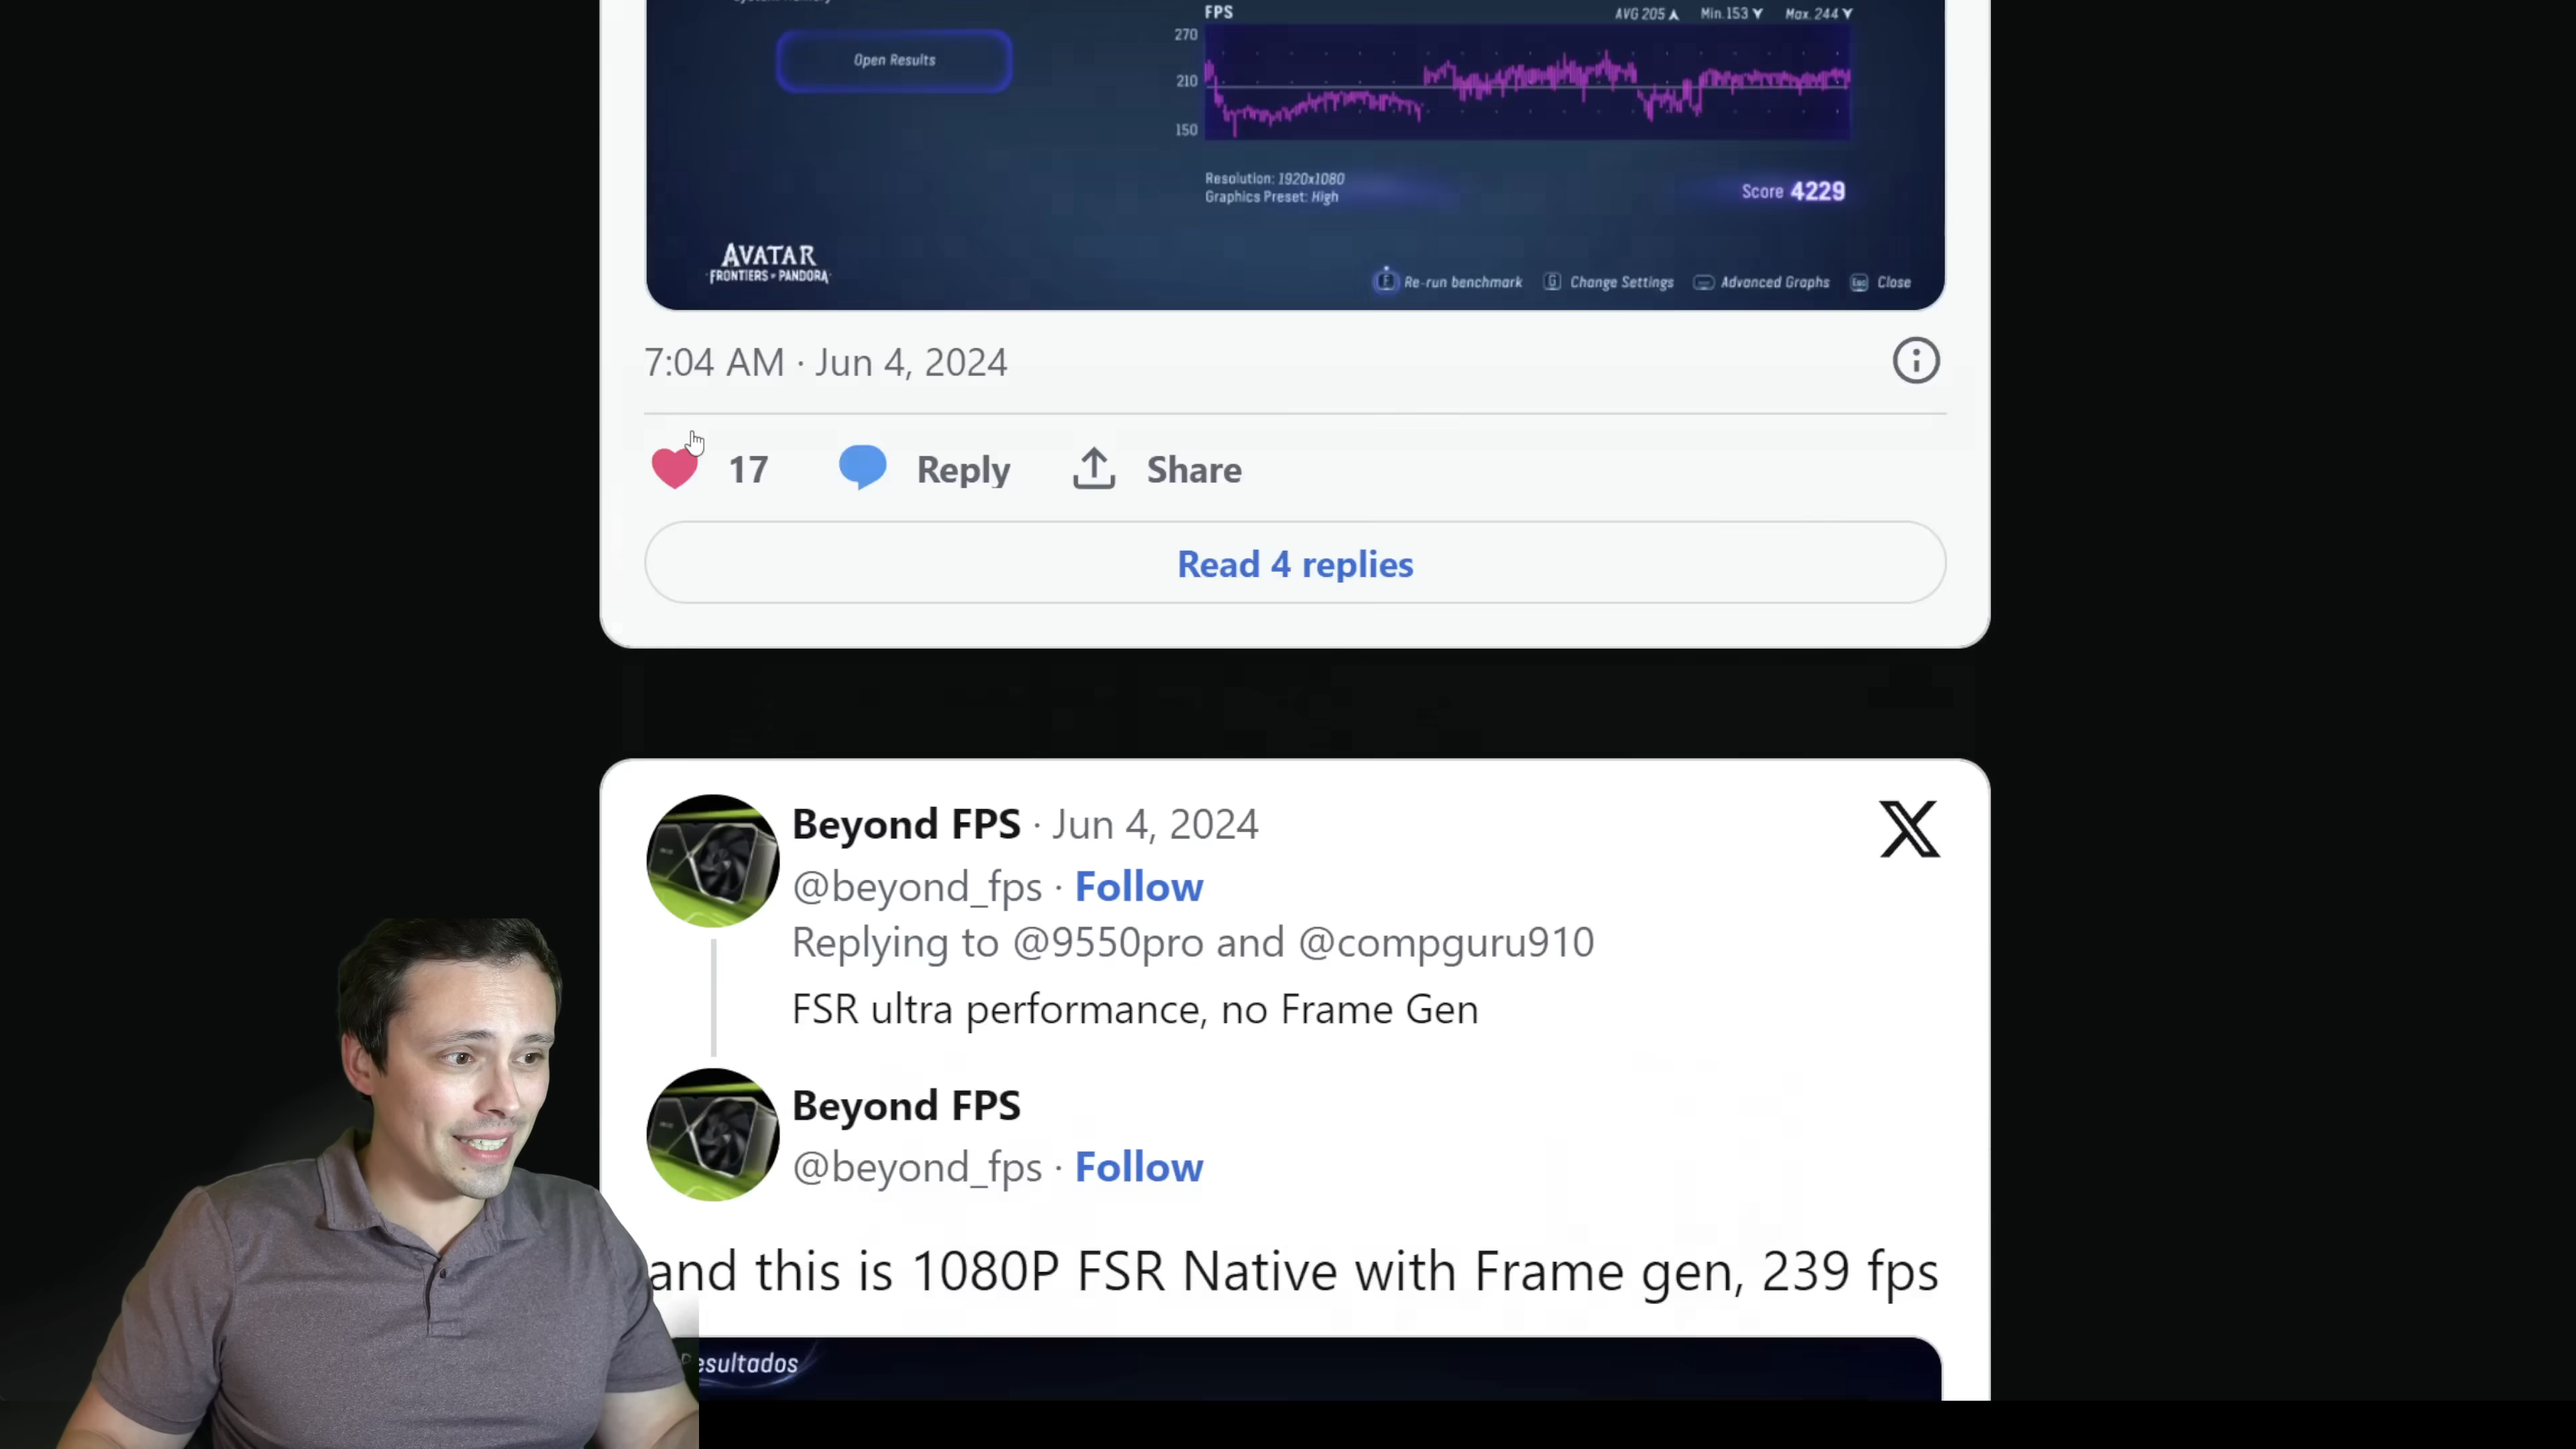 FPS
AVG 205 Min. 153 Max. 244
270
210
150
Open Results
Resolution: 1920x1080
Graphics Preset: High
Score 4229
AVATAR
FRONTIERS OF PANDORA
F Re-run benchmark G Change Settings Advanced Graphs Esc Close
7:04 AM · Jun 4, 2024
17 Reply Share
Read 4 replies
Beyond FPS · Jun 4, 2024
@beyond_fps · Follow
Replying to @9550pro and @compguru910
FSR ultra performance, no Frame Gen
Beyond FPS
@beyond_fps · Follow
and this is 1080P FSR Native with Frame gen, 239 fps
Resultados